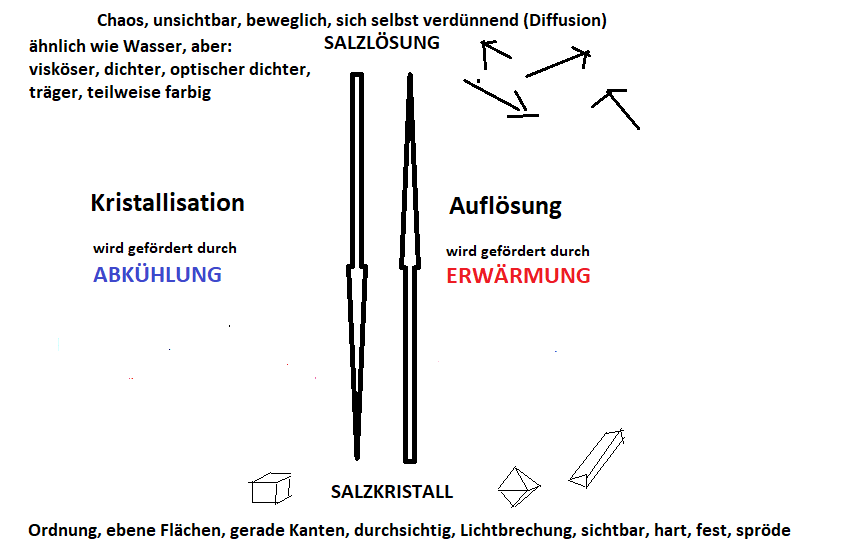 Chaos, unsichtbar, beweglich, sich selbst verdünnend (Diffusion)
SALZLÖSUNG
ähnlich wie Wasser, aber:
visköser, dichter, optischer dichter,
träger, teilweise farbig
Kristallisation
wird gefördert durch
ABKÜHLUNG
Auflösung
wird gefördert durch
ERWÄRMUNG
SALZKRISTALL
Ordnung, ebene Flächen, gerade Kanten, durchsichtig, Lichtbrechung, sichtbar, hart, fest, spröde